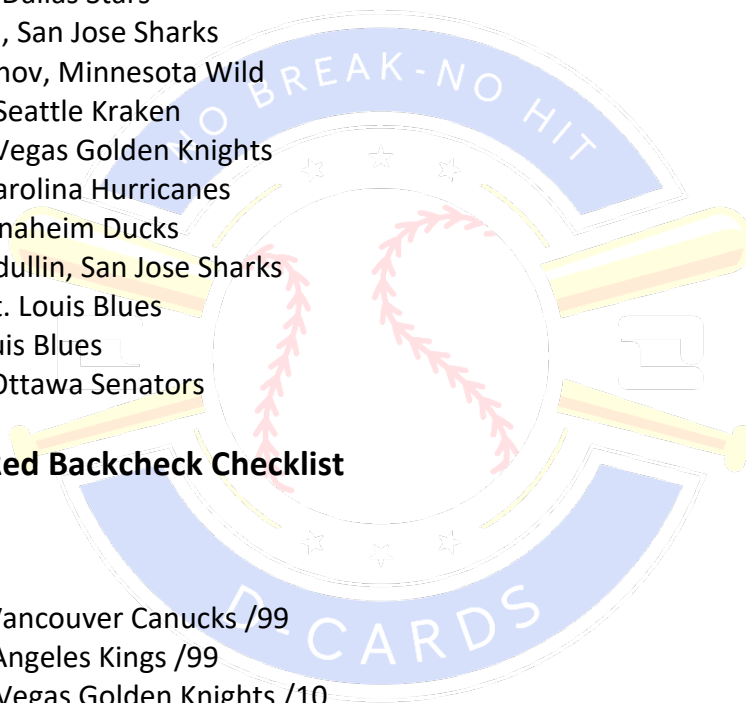 Dallas Stars
, San Jose Sharks
nov, Minnesota Wild
Seattle Kraken
Vegas Golden Knights
arolina Hurricanes
naheim Ducks
dullin, San Jose Sharks
t. Louis Blues
uis Blues
Ottawa Senators
Red Backcheck Checklist
Vancouver Canucks /99
Angeles Kings /99
Vegas Golden Knights /10
NO BREAK-NO HIT
D-CARDS